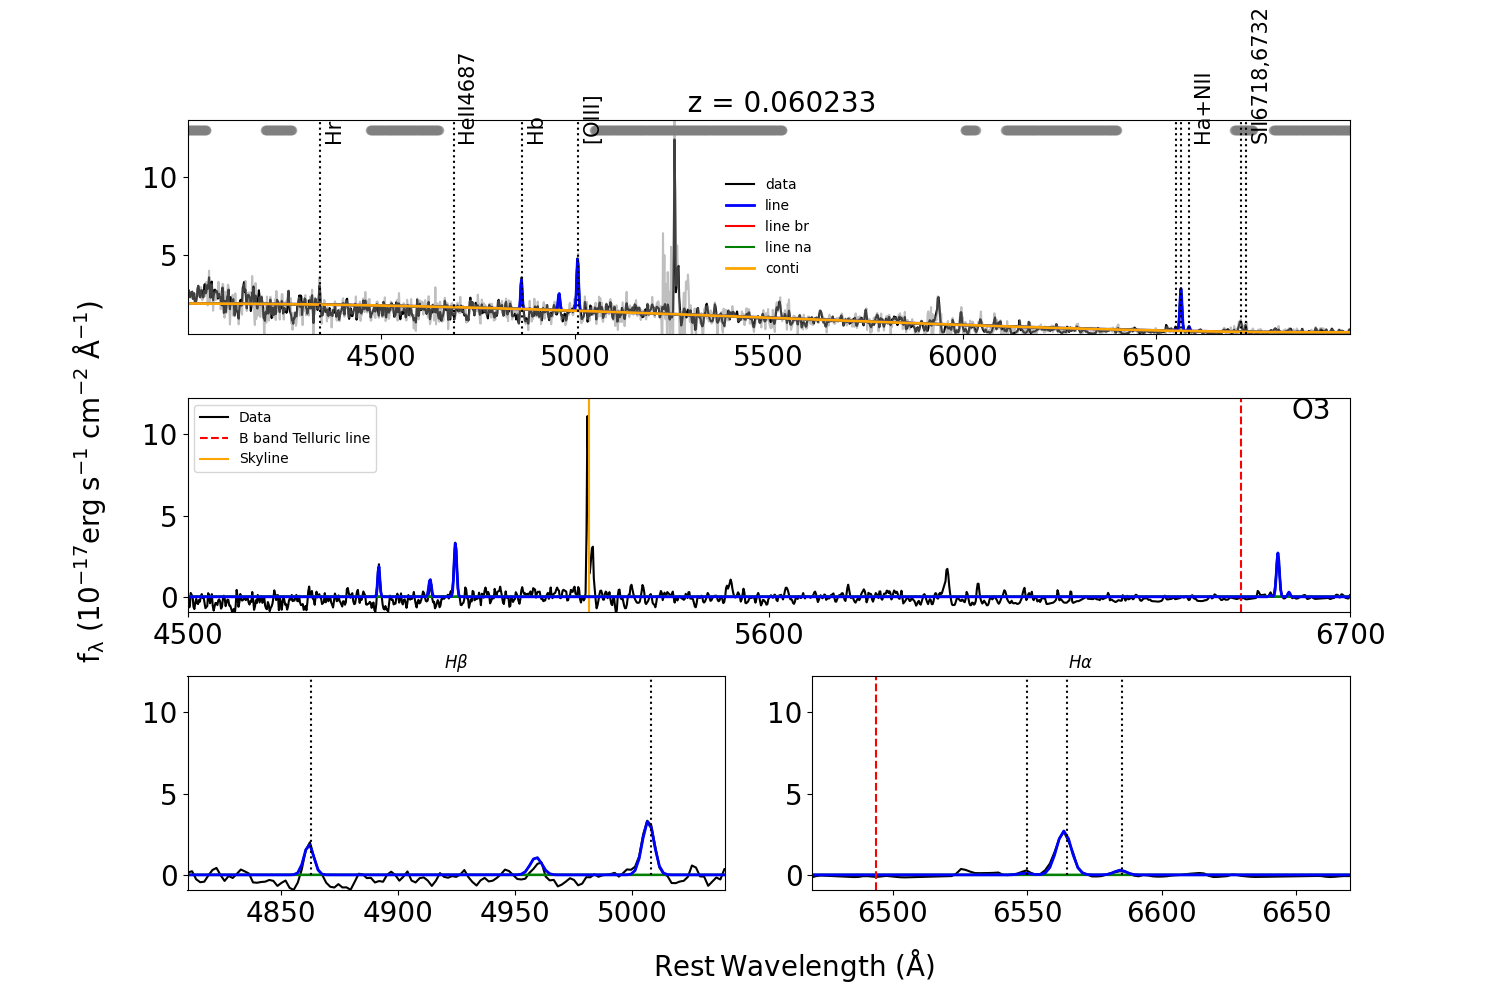 z = 0.060233
Hr
HeII4687
Hb
[OIII]
Ha+NII
SII6718,6732
10
5
data
line
line br
line na
conti
4500 5000 5500 6000 6500
fλ (10⁻¹⁷erg s⁻¹ cm⁻² Å⁻¹)
10
5
0
Data
B band Telluric line
Skyline
O3
4500 5600 6700
Hβ
10
5
0
4850 4900 4950 5000
Hα
10
5
0
6500 6550 6600 6650
Rest Wavelength (Å)